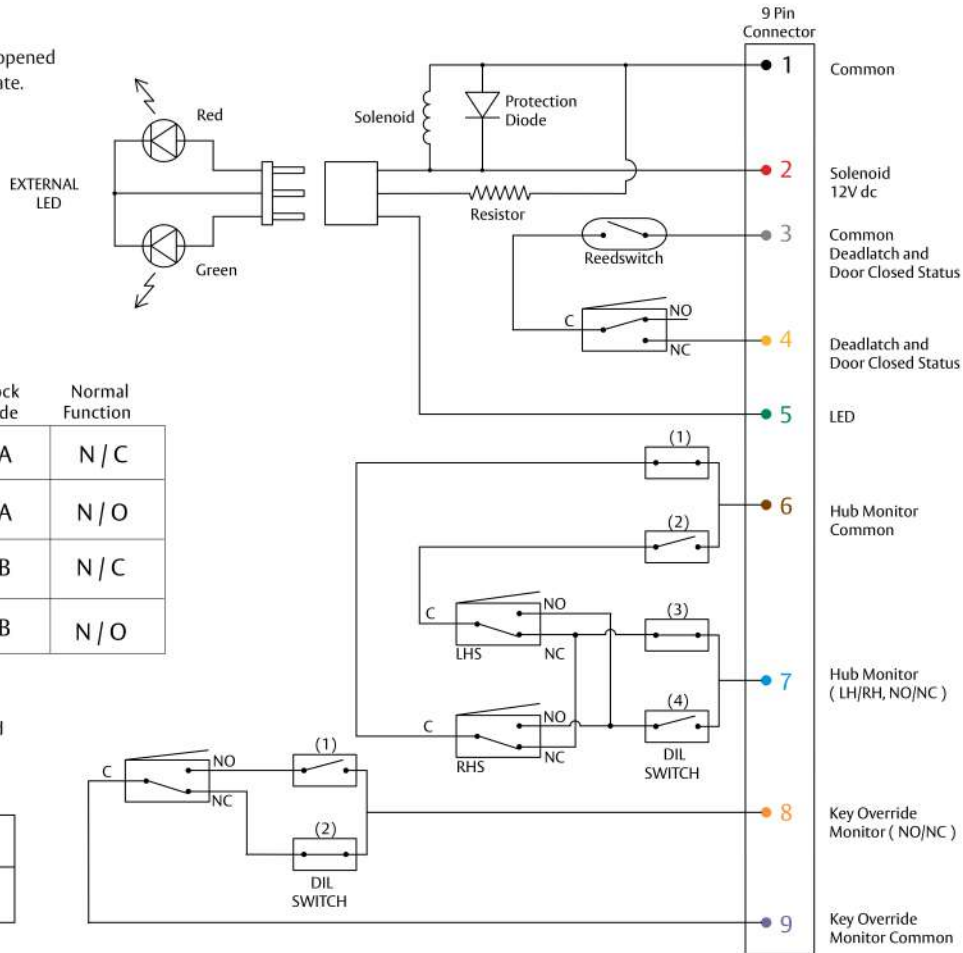 9 Pin
Connector
1
Common
Red
Solenoid
Protection
Diode
EXTERNAL
LED
2
Solenoid
12V dc
Resistor
3
Common
Deadlatch and
Door Closed Status
Reedswitch
Green
C
NO
NC
4
Deadlatch and
Door Closed Status
5
LED
Normal
Function
A
N / C
A
N / O
B
N / C
B
N / O
(1)
6
Hub Monitor
Common
(2)
C
NO
LHS
NC
(3)
7
Hub Monitor
( LH/RH, NO/NC )
C
NO
RHS
NC
(4)
DIL
SWITCH
C
NO
NC
(1)
8
Key Override
Monitor ( NO/NC )
(2)
DIL
SWITCH
9
Key Override
Monitor Common